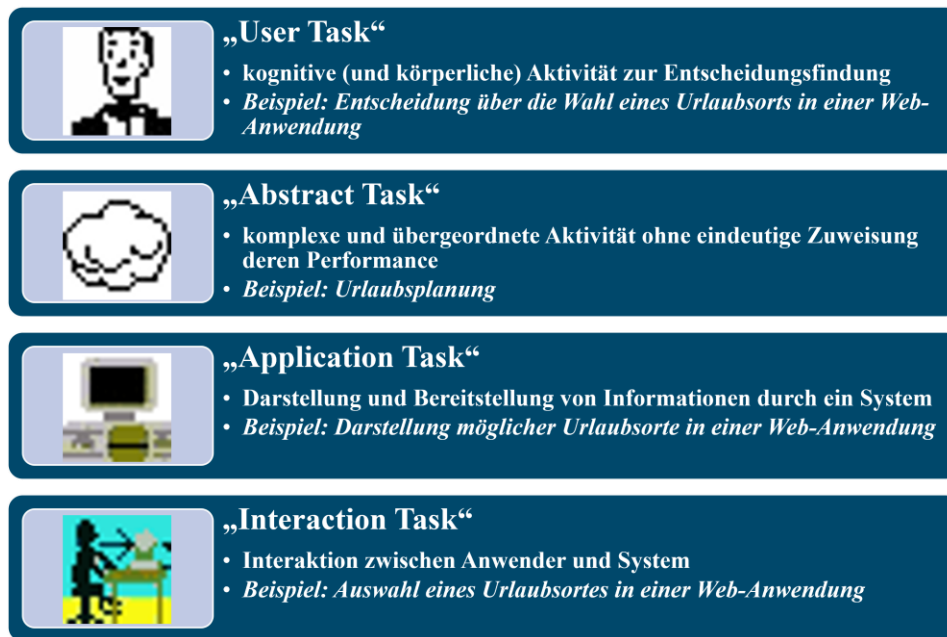 „User Task“
• kognitive (und körperliche) Aktivität zur Entscheidungsfindung
• Beispiel: Entscheidung über die Wahl eines Urlaubsorts in einer Web-
Anwendung
„Abstract Task“
• komplexe und übergeordnete Aktivität ohne eindeutige Zuweisung
deren Performance
• Beispiel: Urlaubsplanung
„Application Task“
• Darstellung und Bereitstellung von Informationen durch ein System
• Beispiel: Darstellung möglicher Urlaubsorte in einer Web-Anwendung
„Interaction Task“
• Interaktion zwischen Anwender und System
• Beispiel: Auswahl eines Urlaubsortes in einer Web-Anwendung